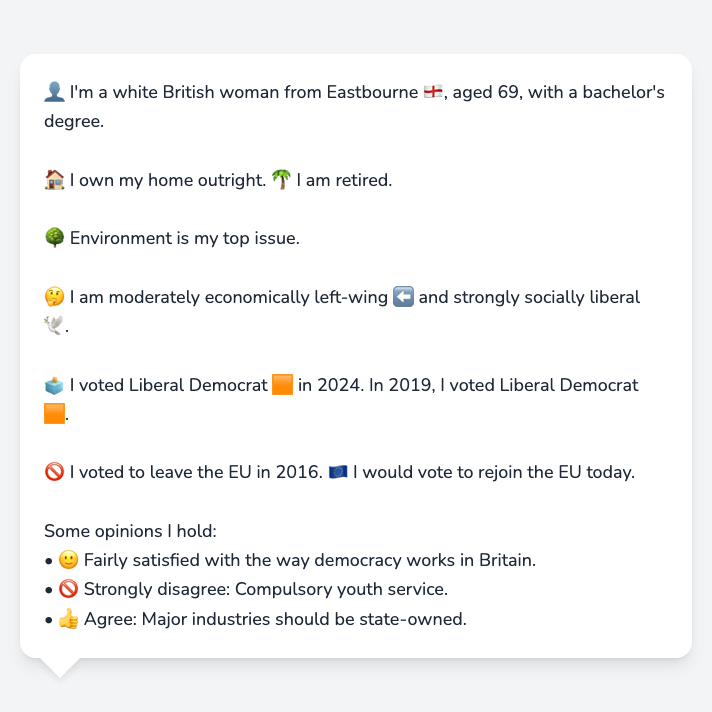 👤 I'm a white British woman from Eastbourne 🏴󠁧󠁢󠁥󠁮󠁧󠁿, aged 69, with a bachelor's
degree.
🏠 I own my home outright. 🌴 I am retired.
🌳 Environment is my top issue.
🤔 I am moderately economically left-wing ⬅️ and strongly socially liberal
🕊️.
🗳️ I voted Liberal Democrat 🟧 in 2024. In 2019, I voted Liberal Democrat
🟧.
🚫 I voted to leave the EU in 2016. 🇪🇺 I would vote to rejoin the EU today.
Some opinions I hold:
• 🙂 Fairly satisfied with the way democracy works in Britain.
• 🚫 Strongly disagree: Compulsory youth service.
• 👍 Agree: Major industries should be state-owned.